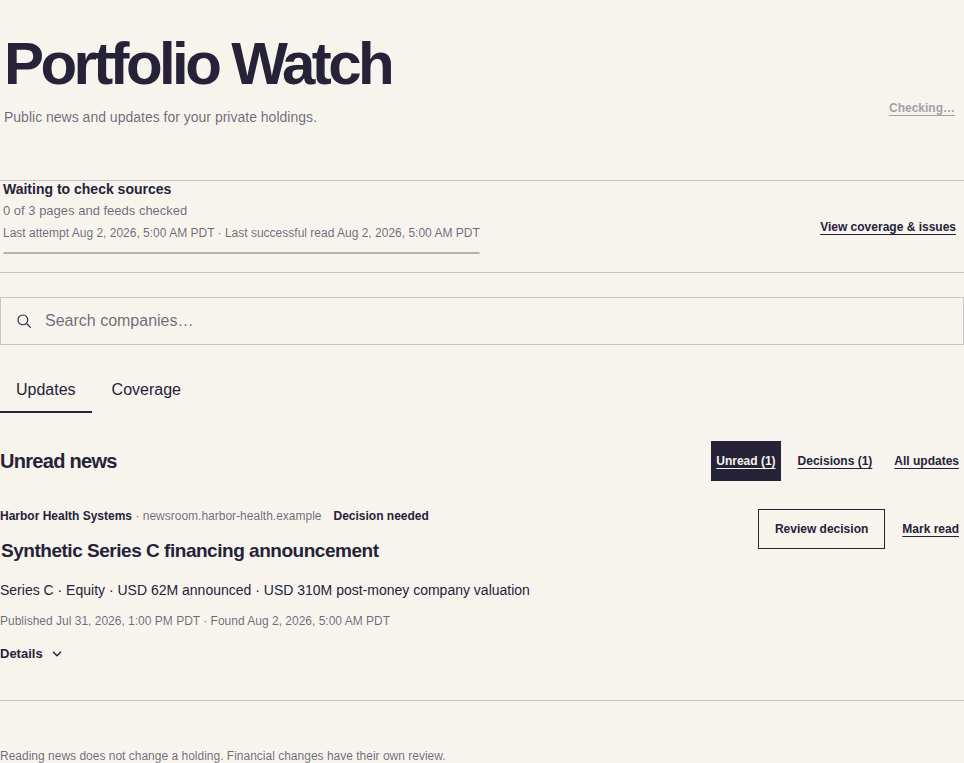 Portfolio Watch
Public news and updates for your private holdings.
Checking…
Waiting to check sources
0 of 3 pages and feeds checked
Last attempt Aug 2, 2026, 5:00 AM PDT · Last successful read Aug 2, 2026, 5:00 AM PDT
View coverage & issues
Search companies…
Updates Coverage
Unread news
Unread (1) Decisions (1) All updates
Harbor Health Systems · newsroom.harbor-health.example Decision needed
Review decision Mark read
Synthetic Series C financing announcement
Series C · Equity · USD 62M announced · USD 310M post-money company valuation
Published Jul 31, 2026, 1:00 PM PDT · Found Aug 2, 2026, 5:00 AM PDT
Details
Reading news does not change a holding. Financial changes have their own review.